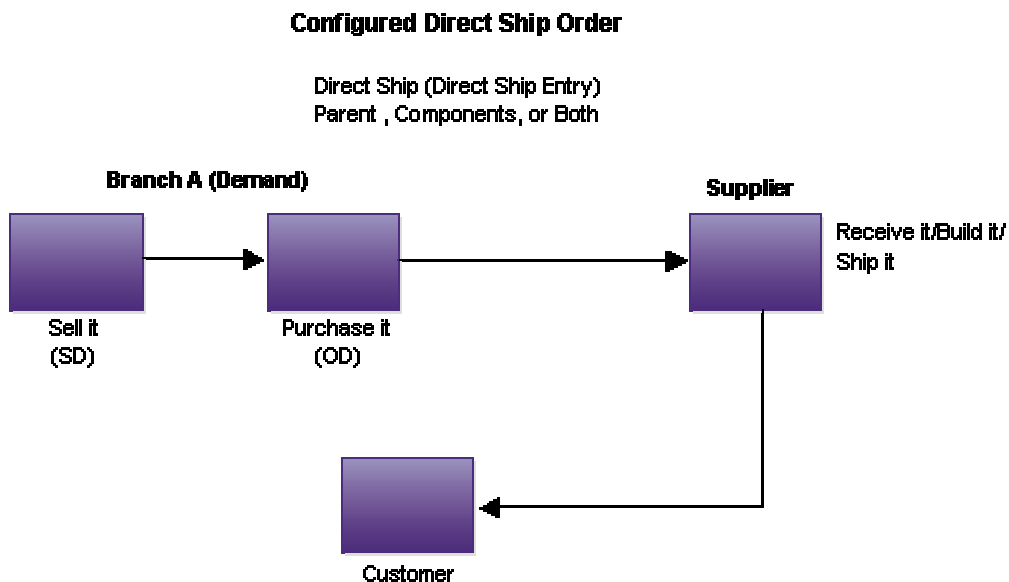 Configured Direct Ship Order
Direct Ship (Direct Ship Entry)
Parent , Components, or Both
Branch A (Demand)
Supplier
Receive it/Build it/
Ship it
Sell it
(SD)
Purchase it
(OD)
Customer